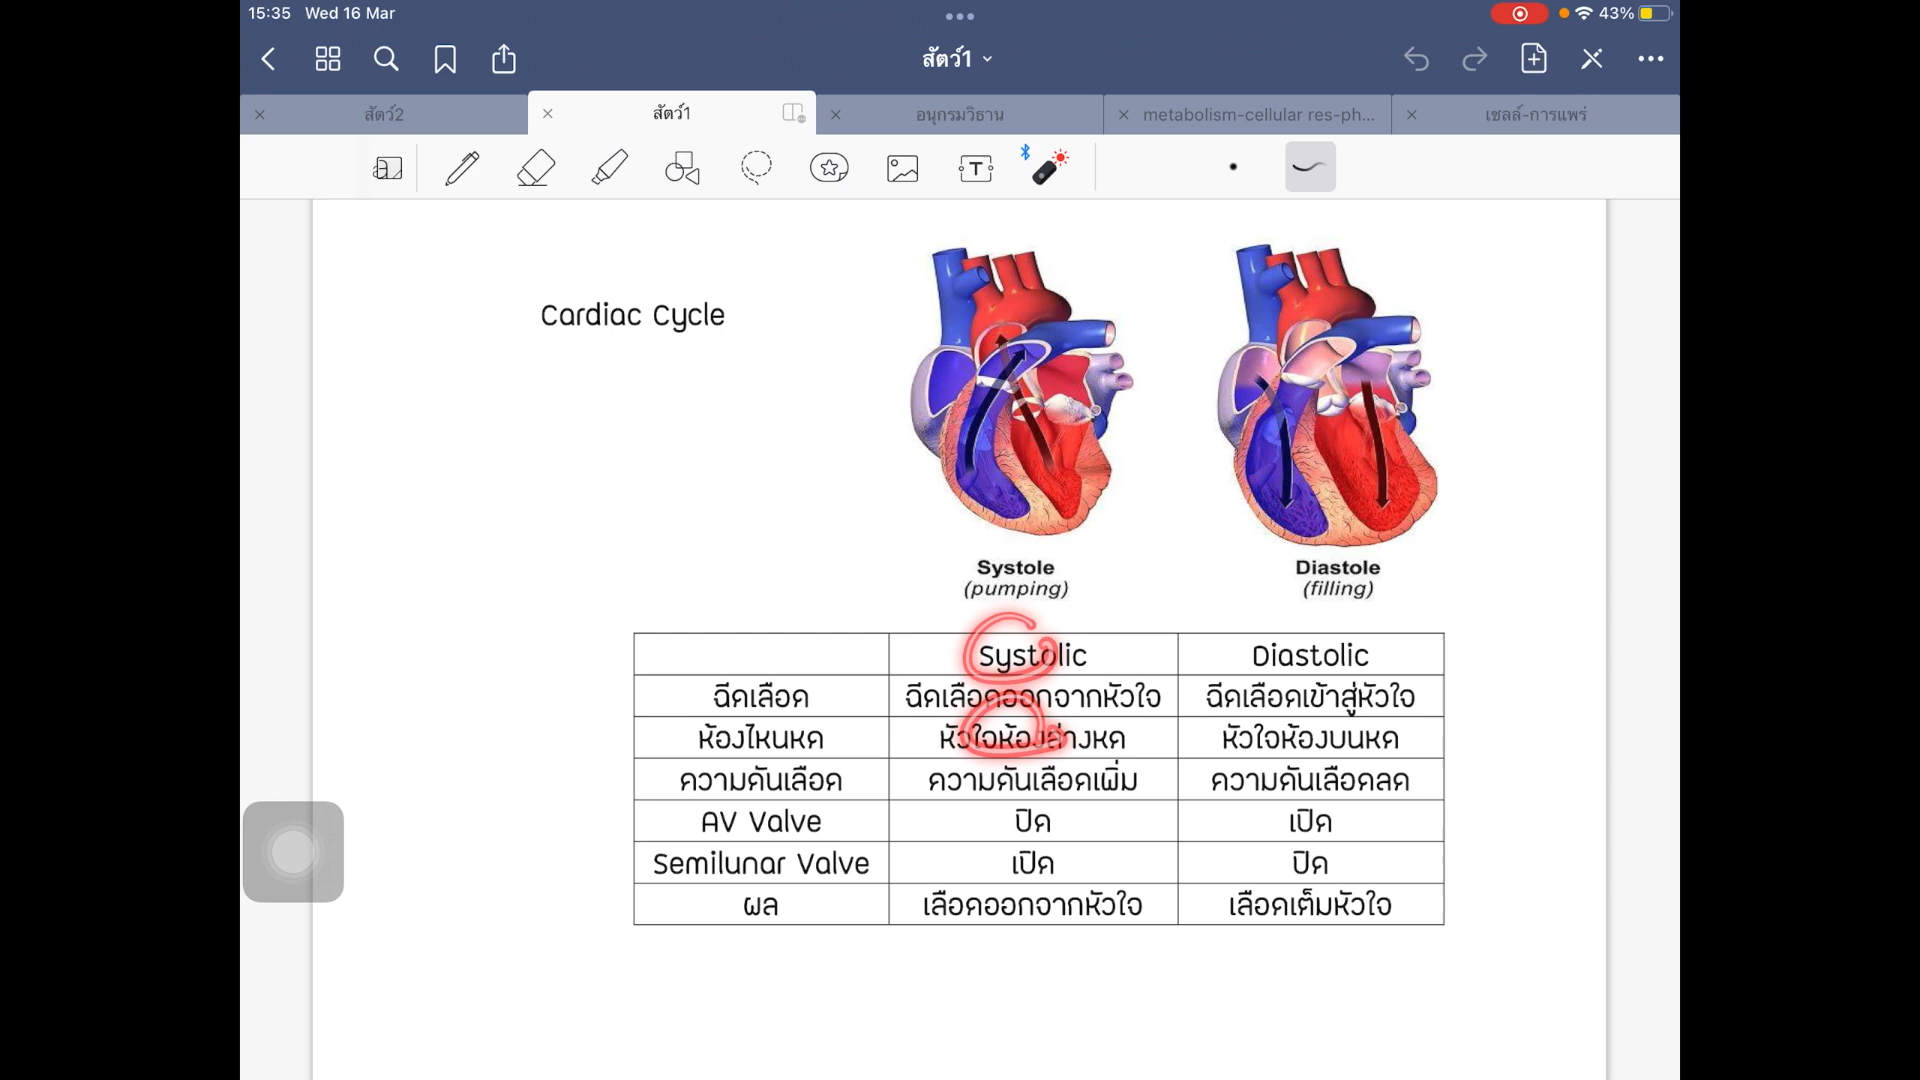 15:35 Wed 16 Mar
43%
สัตว์1
สัตว์2
สัตว์1
อนุกรมวิธาน
metabolism-cellular res-ph...
เซลล์-การแพร่
Cardiac Cycle
Systole
(pumping)
Diastole
(filling)
Systolic Diastolic
ฉีดเลือด ฉีดเลือดออกจากหัวใจ ฉีดเลือดเข้าสู่หัวใจ
ห้องไหนหด หัวใจห้องล่างหด หัวใจห้องบนหด
ความดันเลือด ความดันเลือดเพิ่ม ความดันเลือดลด
AV Valve ปิด เปิด
Semilunar Valve เปิด ปิด
ผล เลือดออกจากหัวใจ เลือดเต็มหัวใจ